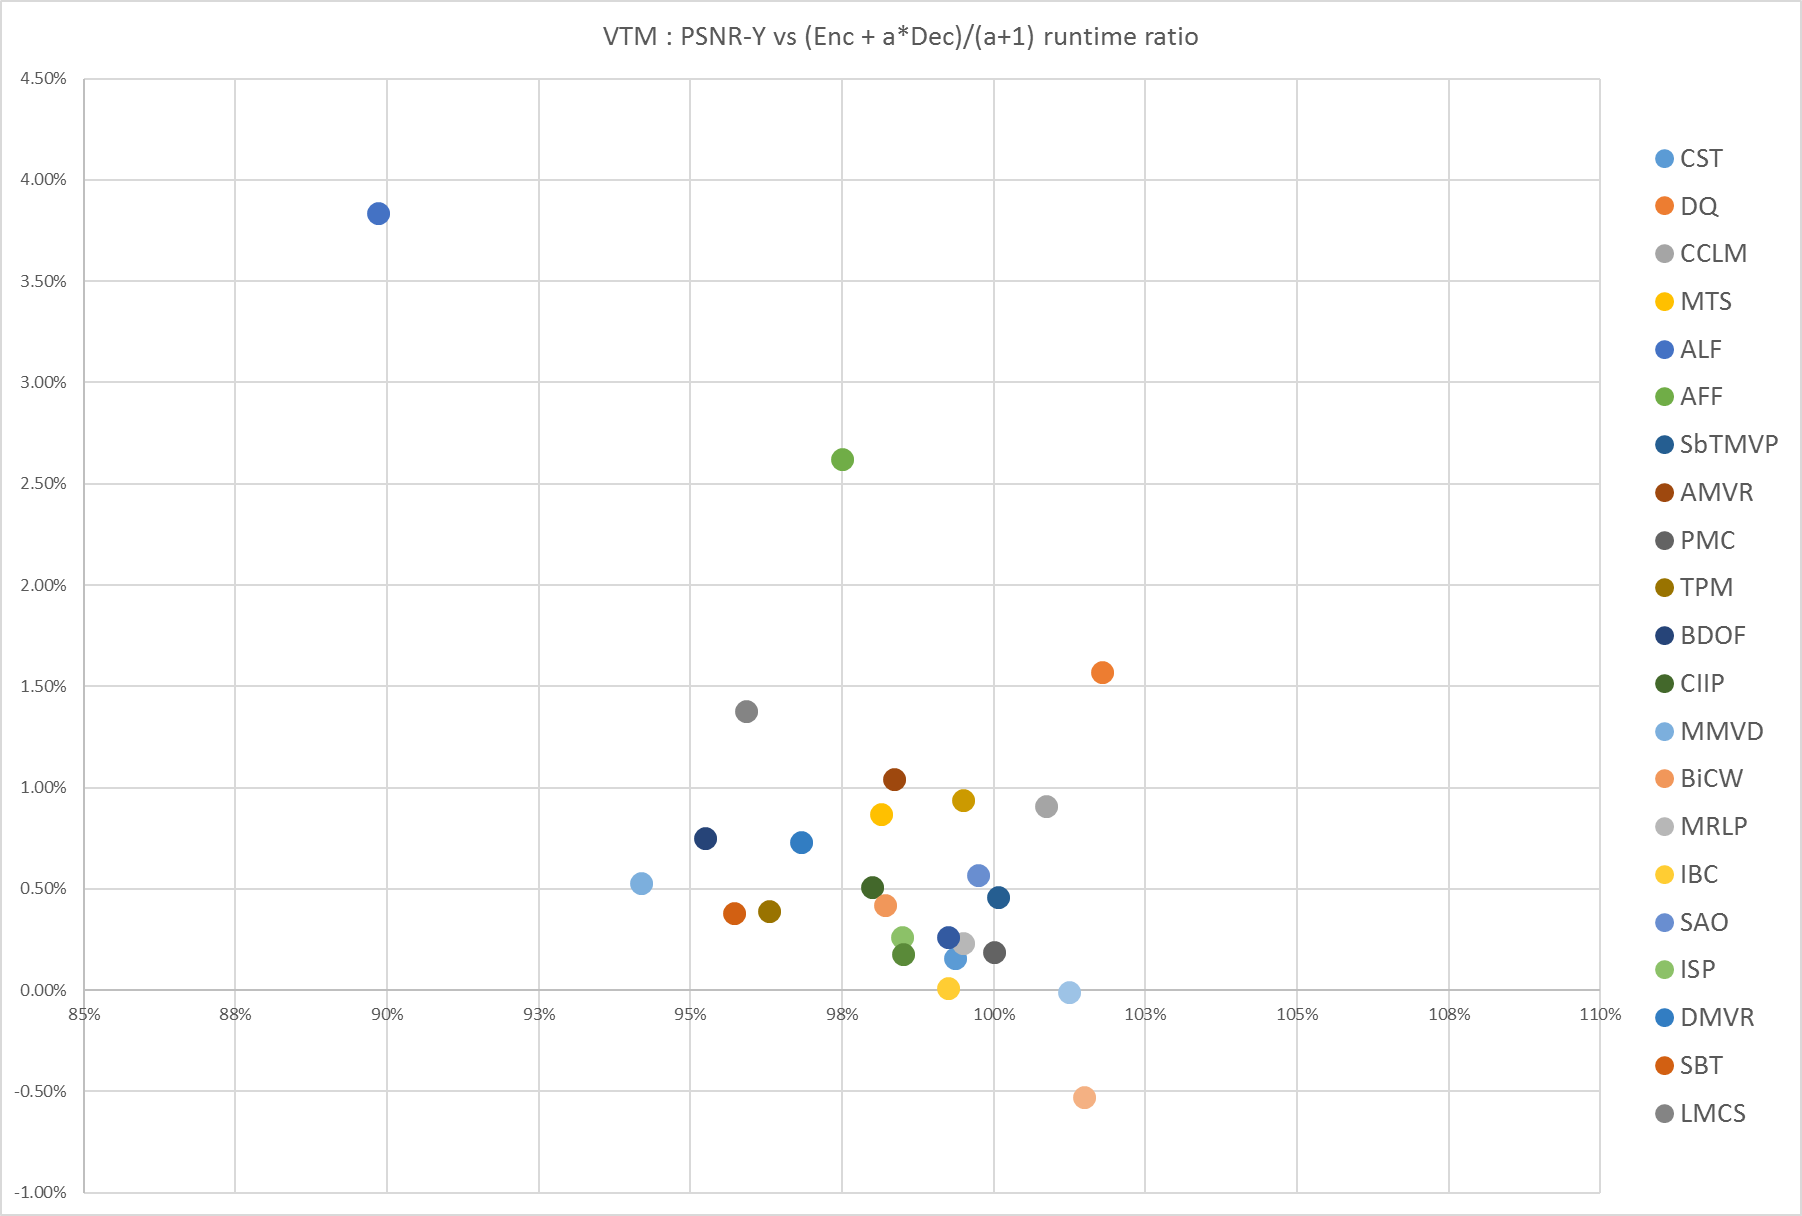 VTM : PSNR-Y vs (Enc + a*Dec)/(a+1) runtime ratio
4.50%
4.00%
3.50%
3.00%
2.50%
2.00%
1.50%
1.00%
0.50%
0.00%
-0.50%
-1.00%
85% 88% 90% 93% 95% 98% 100% 103% 105% 108% 110%
CST
DQ
CCLM
MTS
ALF
AFF
SbTMVP
AMVR
PMC
TPM
BDOF
CIIP
MMVD
BiCW
MRLP
IBC
SAO
ISP
DMVR
SBT
LMCS